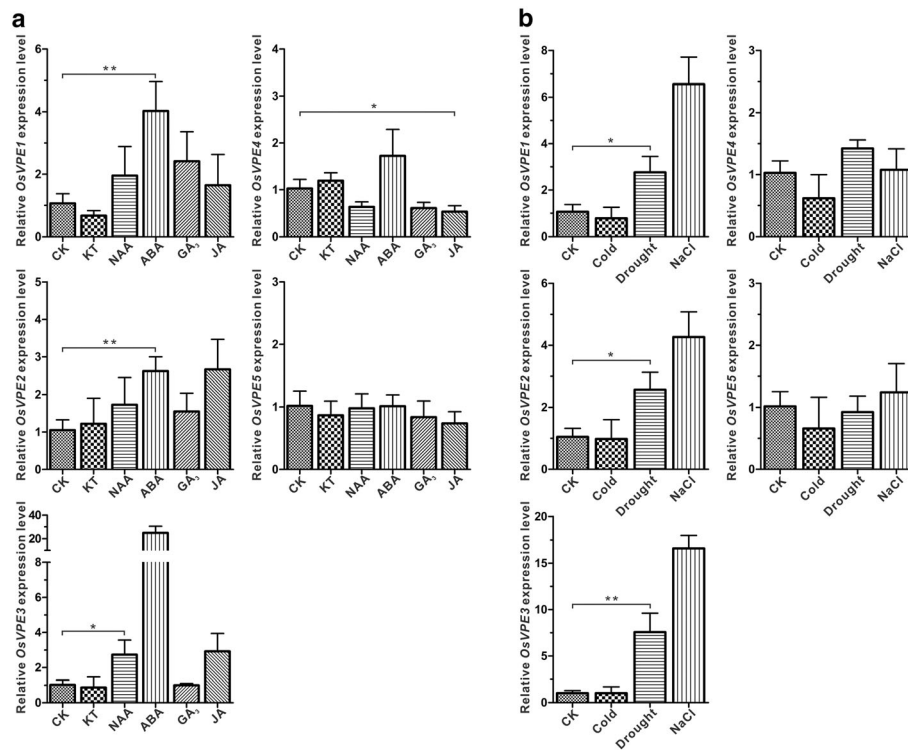 a
Relative OsVPE1 expression level
6
4
2
0
**
CK KT NAA ABA GA3 JA
Relative OsVPE4 expression level
4
3
2
1
0
*
CK KT NAA ABA GA3 JA
Relative OsVPE2 expression level
5
4
3
2
1
0
**
CK KT NAA ABA GA3 JA
Relative OsVPE5 expression level
3
2
1
0
CK KT NAA ABA GA3 JA
Relative OsVPE3 expression level
40
20
8
6
4
2
0
*
CK KT NAA ABA GA3 JA
b
Relative OsVPE1 expression level
8
6
4
2
0
*
CK Cold Drought NaCl
Relative OsVPE4 expression level
3
2
1
0
CK Cold Drought NaCl
Relative OsVPE2 expression level
6
4
2
0
*
CK Cold Drought NaCl
Relative OsVPE5 expression level
3
2
1
0
CK Cold Drought NaCl
Relative OsVPE3 expression level
20
15
10
5
0
**
CK Cold Drought NaCl